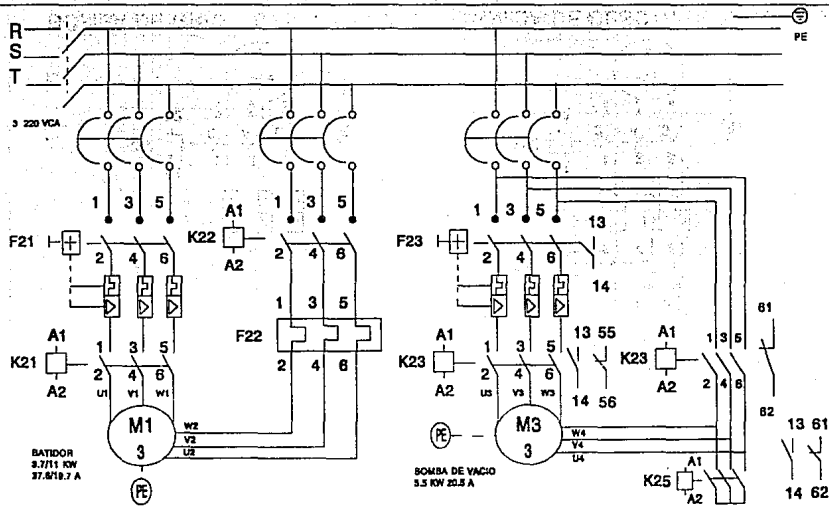 R
S
T
PE
3 220 VCA
1 3 5
F21
2 4 6
A1
K22
A2
1 3 5
2 4 6
1 3 5
F22
2 4 6
A1
K21
A2
1 3 5
2 4 6
U1 V1 W1
M1
3
W2
V2
U2
PE
BATIDOR
3.7/11 KW
37.6/19.7 A
1 3 5
F23
2 4 6
13
14
A1
K23
A2
1 3 5
2 4 6
U3 V3 W3
13 55
14 56
M3
3
PE
W4
V4
U4
BOMBA DE VACIO
5.5 KW 20.5 A
A1
K23
A2
1 3 5
2 4 6
61
62
A1
K25
A2
13 61
14 62